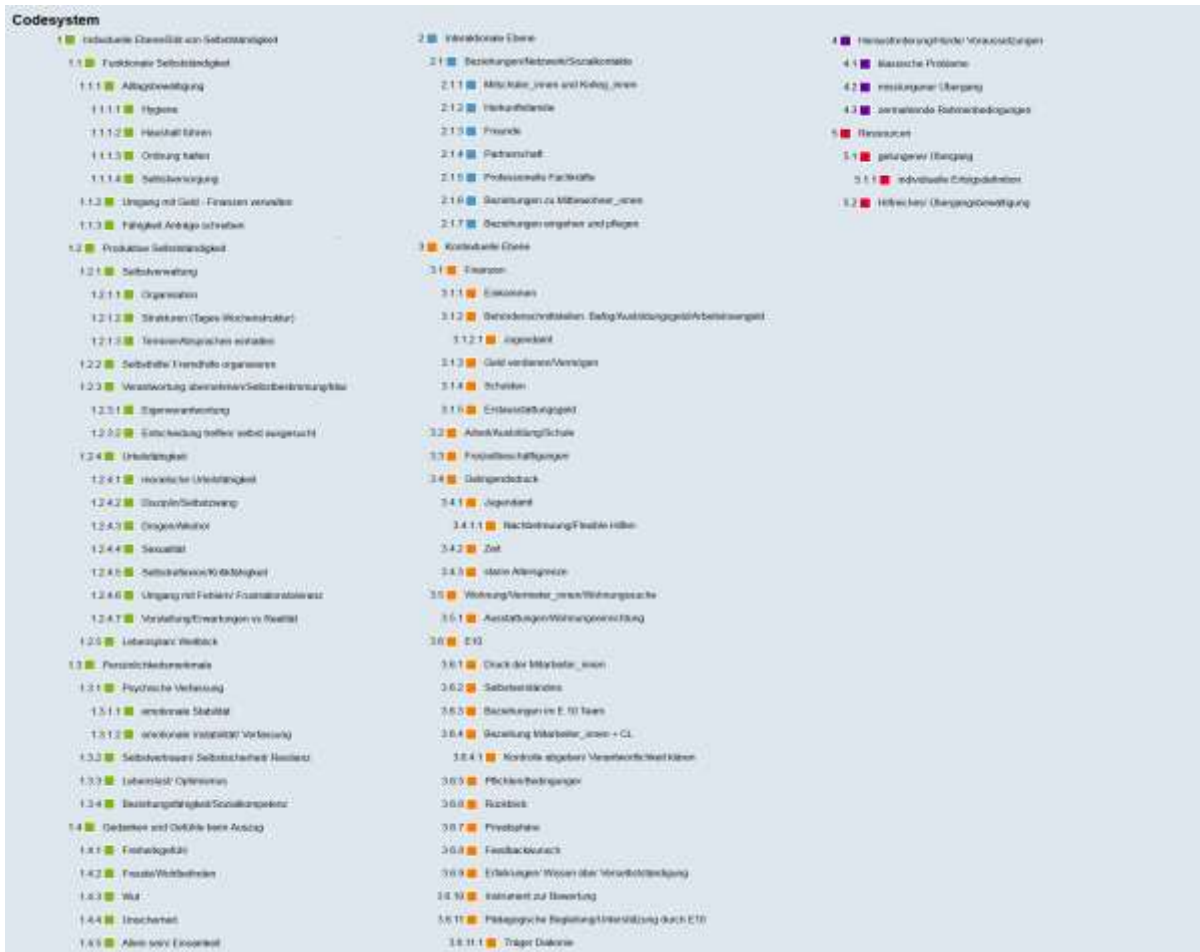 Codesystem
1 Individuelle Ebene von Selbstständigkeit
1.1 Funktionale Selbstständigkeit
1.1.1 Alltagsbewältigung
1.1.1.1 Hygiene
1.1.1.2 Haushalt führen
1.1.1.3 Ordnung halten
1.1.1.4 Selbstversorgung
1.1.2 Umgang mit Geld - Finanzen verwalten
1.1.3 Fähigkeit Anträge schreiben
1.2 Produktive Selbstständigkeit
1.2.1 Selbstverwaltung
1.2.1.1 Organisation
1.2.1.2 Strukturen (Tages-Wochenstruktur)
1.2.1.3 Termine/Absprachen einhalten
1.2.2 Selbsthilfe/ Fremdhilfe organisieren
1.2.3 Verantwortung übernehmen/Selbstbestimmung
1.2.3.1 Eigenverantwortung
1.2.3.2 Entscheidung treffen/ selbst ausgesucht
1.2.4 Urteilsfähigkeit
1.2.4.1 moralische Urteilsfähigkeit
1.2.4.2 Disziplin/Selbstzwang
1.2.4.3 Drogen/Alkohol
1.2.4.4 Sexualität
1.2.4.5 Selbstreflexion/Kritikfähigkeit
1.2.4.6 Umgang mit Fehlern/ Frustrationstoleranz
1.2.4.7 Vorstellung/Erwartungen vs Realität
1.2.5 Lebensplan/ Weitblick
1.3 Persönlichkeitsmerkmale
1.3.1 Psychische Verfassung
1.3.1.1 emotionale Stabilität
1.3.1.2 emotionale Instabilität/ Verfassung
1.3.2 Selbstvertrauen/ Selbstsicherheit/ Resilienz
1.3.3 Lebenslust/ Optimismus
1.3.4 Beziehungsfähigkeit/Sozialkompetenz
1.4 Gedanken und Gefühle beim Auszug
1.4.1 Freiheitsgefühl
1.4.2 Freude/Wohlbefinden
1.4.3 Wut
1.4.4 Unsicherheit
1.4.5 Allein sein/ Einsamkeit
2 Interaktionale Ebene
2.1 Beziehungen/Netzwerk/Sozialkontakte
2.1.1 Mitschüler_innen und Kolleg_innen
2.1.2 Herkunftsfamilie
2.1.3 Freunde
2.1.4 Partnerschaft
2.1.5 Professionelle Fachkräfte
2.1.6 Beziehungen zu Mitbewohner_innen
2.1.7 Beziehungen eingehen und pflegen
3 Kontextuelle Ebene
3.1 Finanzen
3.1.1 Einkommen
3.1.2 Behördenschnittstellen: Bafög/Ausbildungsgeld/Arbeitslosengeld
3.1.2.1 Jugendamt
3.1.3 Geld verdienen/Vermögen
3.1.4 Schulden
3.1.5 Erstausstattungsgeld
3.2 Arbeit/Ausbildung/Schule
3.3 Freizeitbeschäftigungen
3.4 Gelingensdruck
3.4.1 Jugendamt
3.4.1.1 Nachbetreuung/Flexible Hilfen
3.4.2 Zeit
3.4.3 starre Altersgrenze
3.5 Wohnung/Vermieter_innen/Wohnungssuche
3.5.1 Ausstattungen/Wohnungseinrichtung
3.6 E10
3.6.1 Druck der Mitarbeiter_innen
3.6.2 Selbstverständnis
3.6.3 Beziehungen im E 10 Team
3.6.4 Beziehung Mitarbeiter_innen + CL
3.6.4.1 Kontrolle abgeben/ Verantwortlichkeit klären
3.6.5 Pflichten/Bedingungen
3.6.6 Rückblick
3.6.7 Privatsphäre
3.6.8 Feedbackwunsch
3.6.9 Erfahrungen/ Wissen über Verselbstständigung
3.6.10 Instrument zur Bewertung
3.6.11 Pädagogische Begleitung/Unterstützung durch E10
3.6.11.1 Träger Diakonie
4 Herausforderung/Hürde/ Voraussetzungen
4.1 klassische Probleme
4.2 misslungener Übergang
4.3 Rahmenbedingungen
5 Ressourcen
5.1 gelungener Übergang
5.1.1 individuelle Erfolgsdefinition
5.2 Hilfreiches/ Übergangsbewältigung